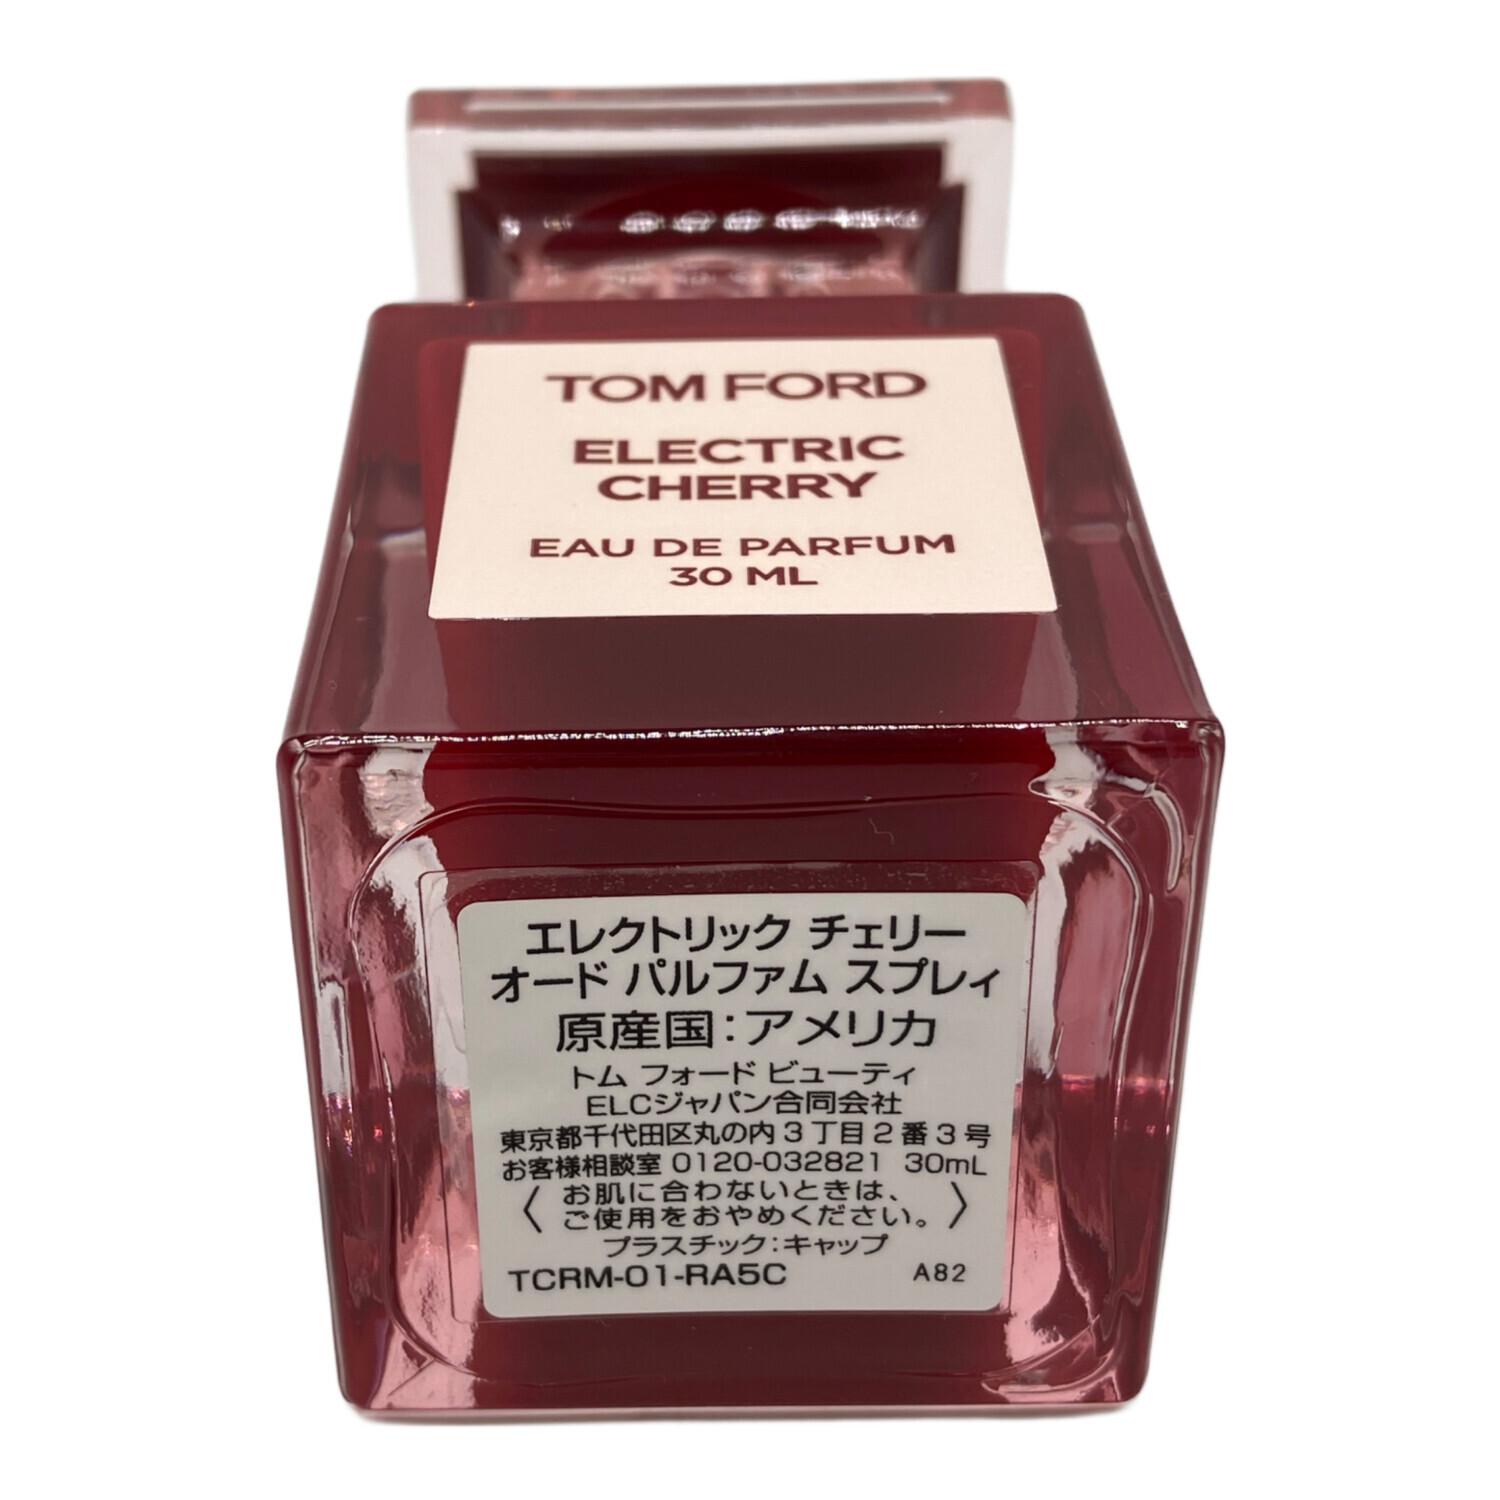 TOM FORD
ELECTRIC
CHERRY
EAU DE PARFUM
30 ML
エレクトリック チェリー
オード パルファム スプレィ
原産国:アメリカ
トム フォード ビューティ
ELCジャパン合同会社
東京都千代田区丸の内3丁目2番3号
お客様相談室 0120-032821 30mL
〈お肌に合わないときは、
ご使用をおやめください。〉
プラスチック:キャップ
TCRM-01-RA5C A82